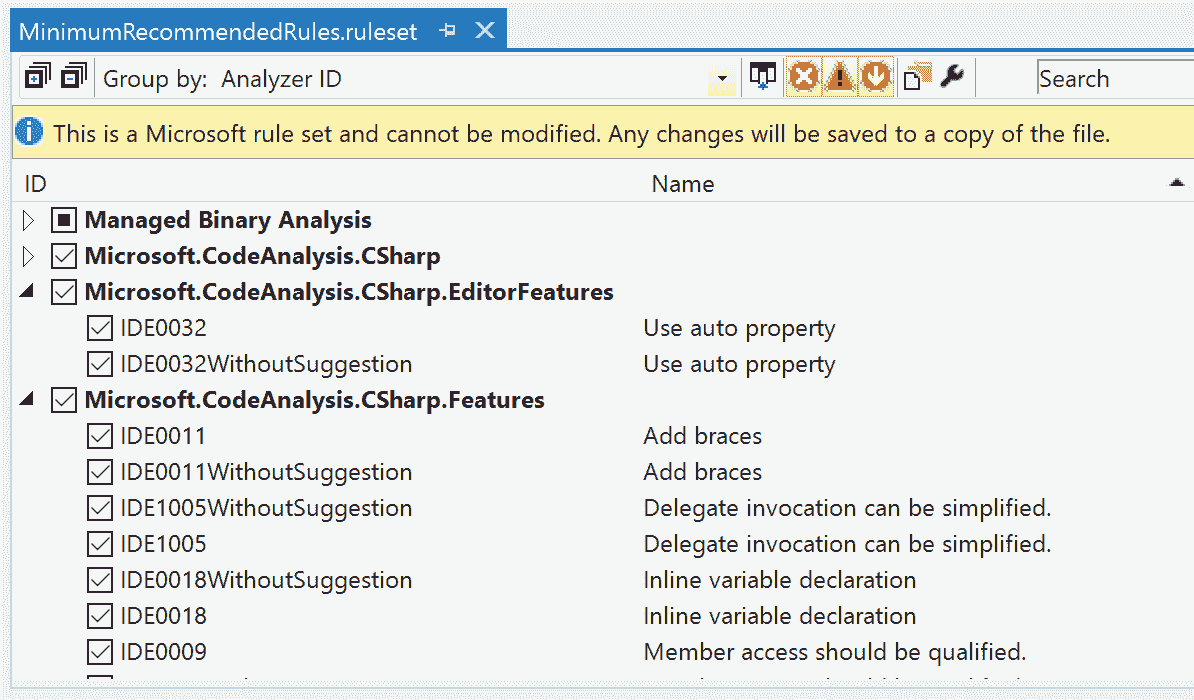 MinimumRecommendedRules.ruleset
Group by: Analyzer ID Search
This is a Microsoft rule set and cannot be modified. Any changes will be saved to a copy of the file.
ID Name
Managed Binary Analysis
Microsoft.CodeAnalysis.CSharp
Microsoft.CodeAnalysis.CSharp.EditorFeatures
IDE0032 Use auto property
IDE0032WithoutSuggestion Use auto property
Microsoft.CodeAnalysis.CSharp.Features
IDE0011 Add braces
IDE0011WithoutSuggestion Add braces
IDE1005WithoutSuggestion Delegate invocation can be simplified.
IDE1005 Delegate invocation can be simplified.
IDE0018WithoutSuggestion Inline variable declaration
IDE0018 Inline variable declaration
IDE0009 Member access should be qualified.